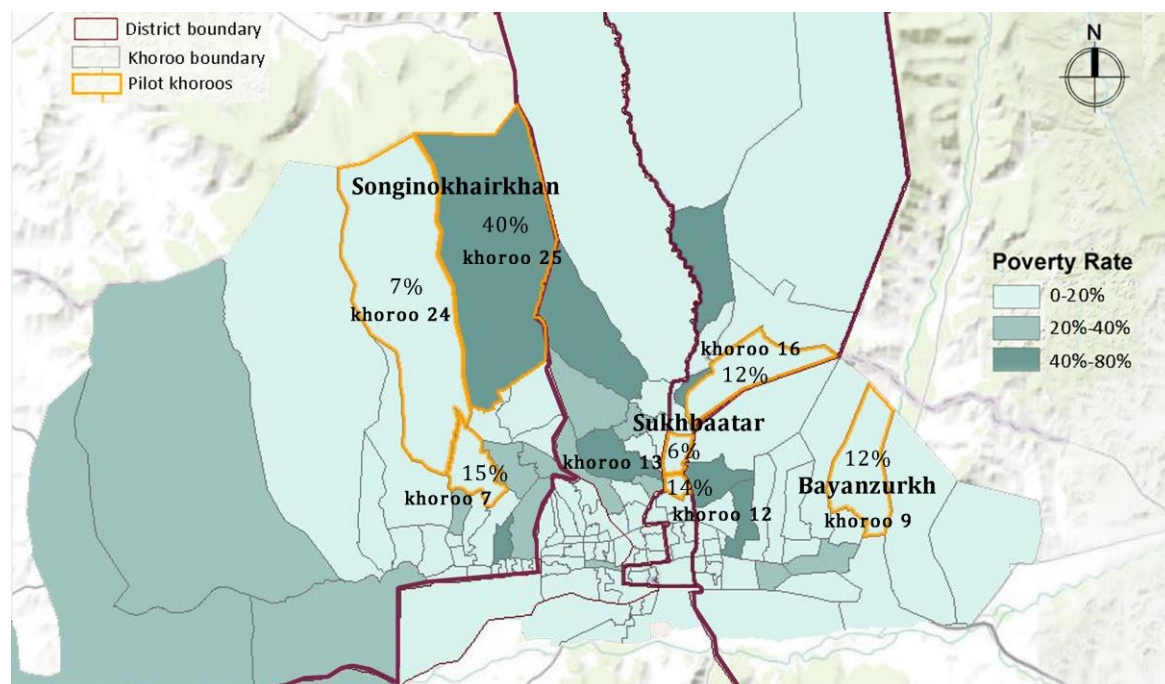 District boundary
Khoroo boundary
Pilot khoroos
N
Songinokhairkhan
40%
khoroo 25
7%
khoroo 24
Poverty Rate
0-20%
20%-40%
40%-80%
khoroo 16
12%
Sukhbaatar
6%
khoroo 13
15%
khoroo 7
14%
khoroo 12
12%
Bayanzurkh
khoroo 9